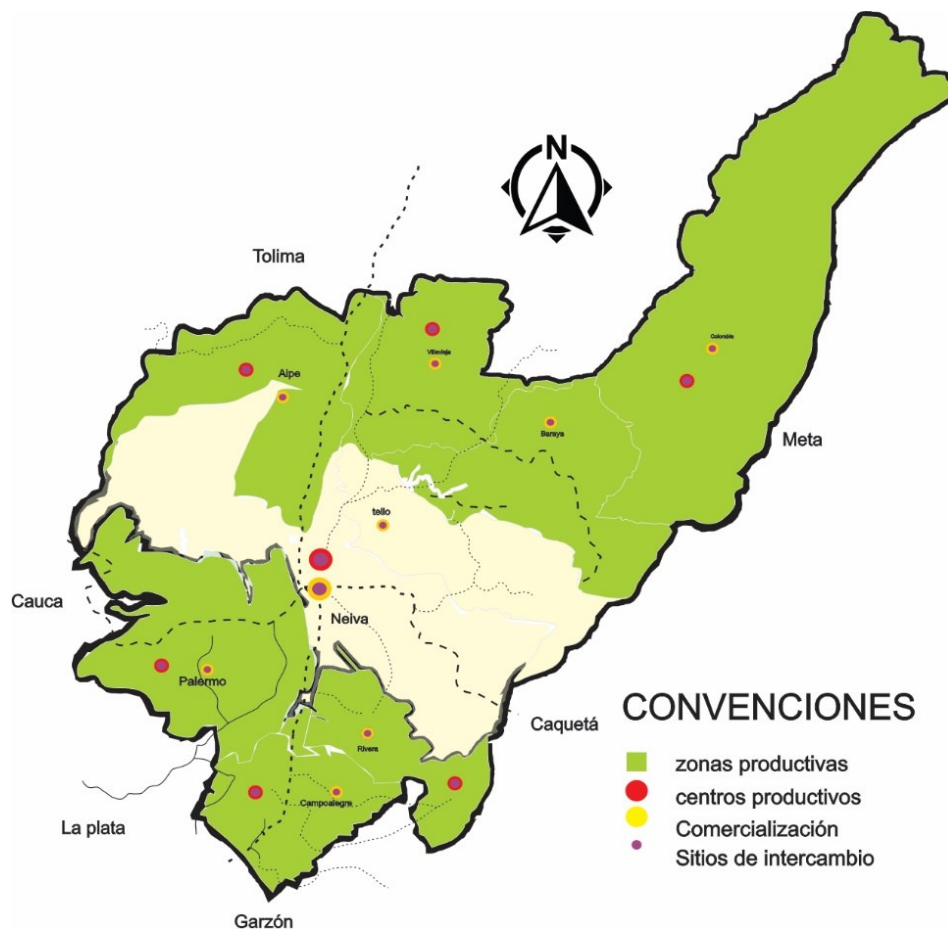 N
Tolima
Villavieja
Colombia
Aipe
Baraya
Meta
tello
Cauca
Neiva
Palermo
Caquetá
Rivera
Campoalegre
La plata
Garzón
CONVENCIONES
zonas productivas
centros productivos
Comercialización
Sitios de intercambio